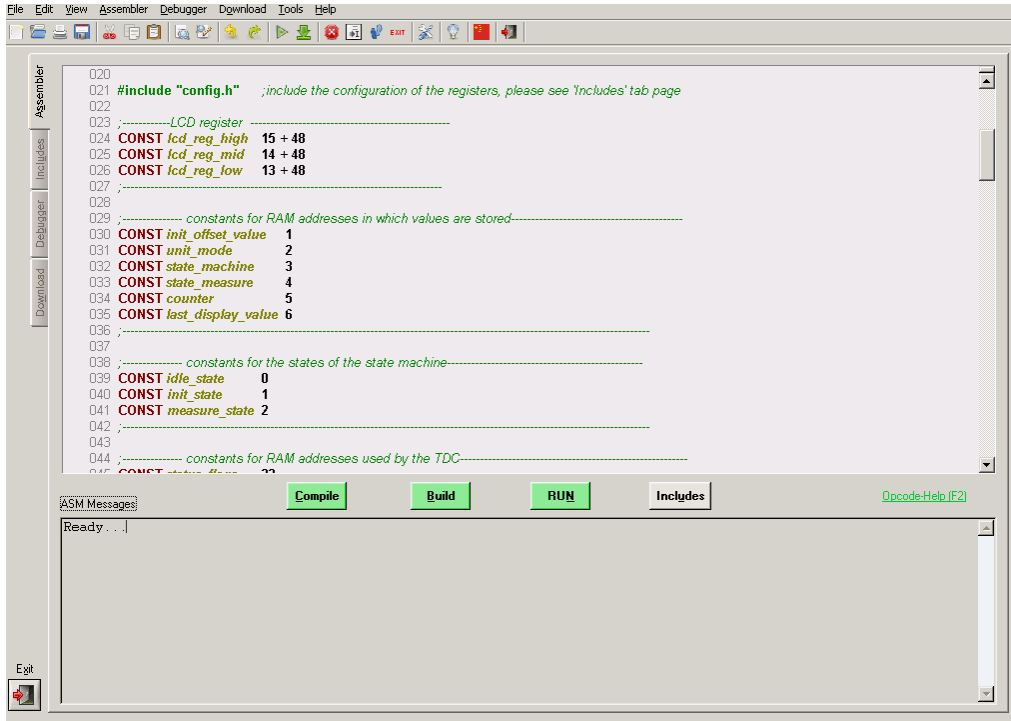 File Edit View Assembler Debugger Download Tools Help
EXIT
Assembler
Includes
Debugger
Download
020
021 #include "config.h" ;include the configuration of the registers, please see 'Includes' tab page
022
023 ;------------LCD register --------------------------------------------------
024 CONST lcd_reg_high 15 + 48
025 CONST lcd_reg_mid 14 + 48
026 CONST lcd_reg_low 13 + 48
027 ;--------------------------------------------------------------------------------
028
029 ;--------------- constants for RAM addresses in which values are stored-------------------------------------------
030 CONST init_offset_value 1
031 CONST unit_mode 2
032 CONST state_machine 3
033 CONST state_measure 4
034 CONST counter 5
035 CONST last_display_value 6
036 ;------------------------------------------------------------------------------------------------------------------------------------
037
038 ;--------------- constants for the states of the state machine-------------------------------------------------
039 CONST idle_state 0
040 CONST init_state 1
041 CONST measure_state 2
042 ;------------------------------------------------------------------------------------------------------------------------------------
043
044 ;--------------- constants for RAM addresses used by the TDC---------------------------------------------------------
045 CONST status_flags 22
Compile Build RUN Includes Opcode-Help (F2)
ASM Messages
Ready...
Exit